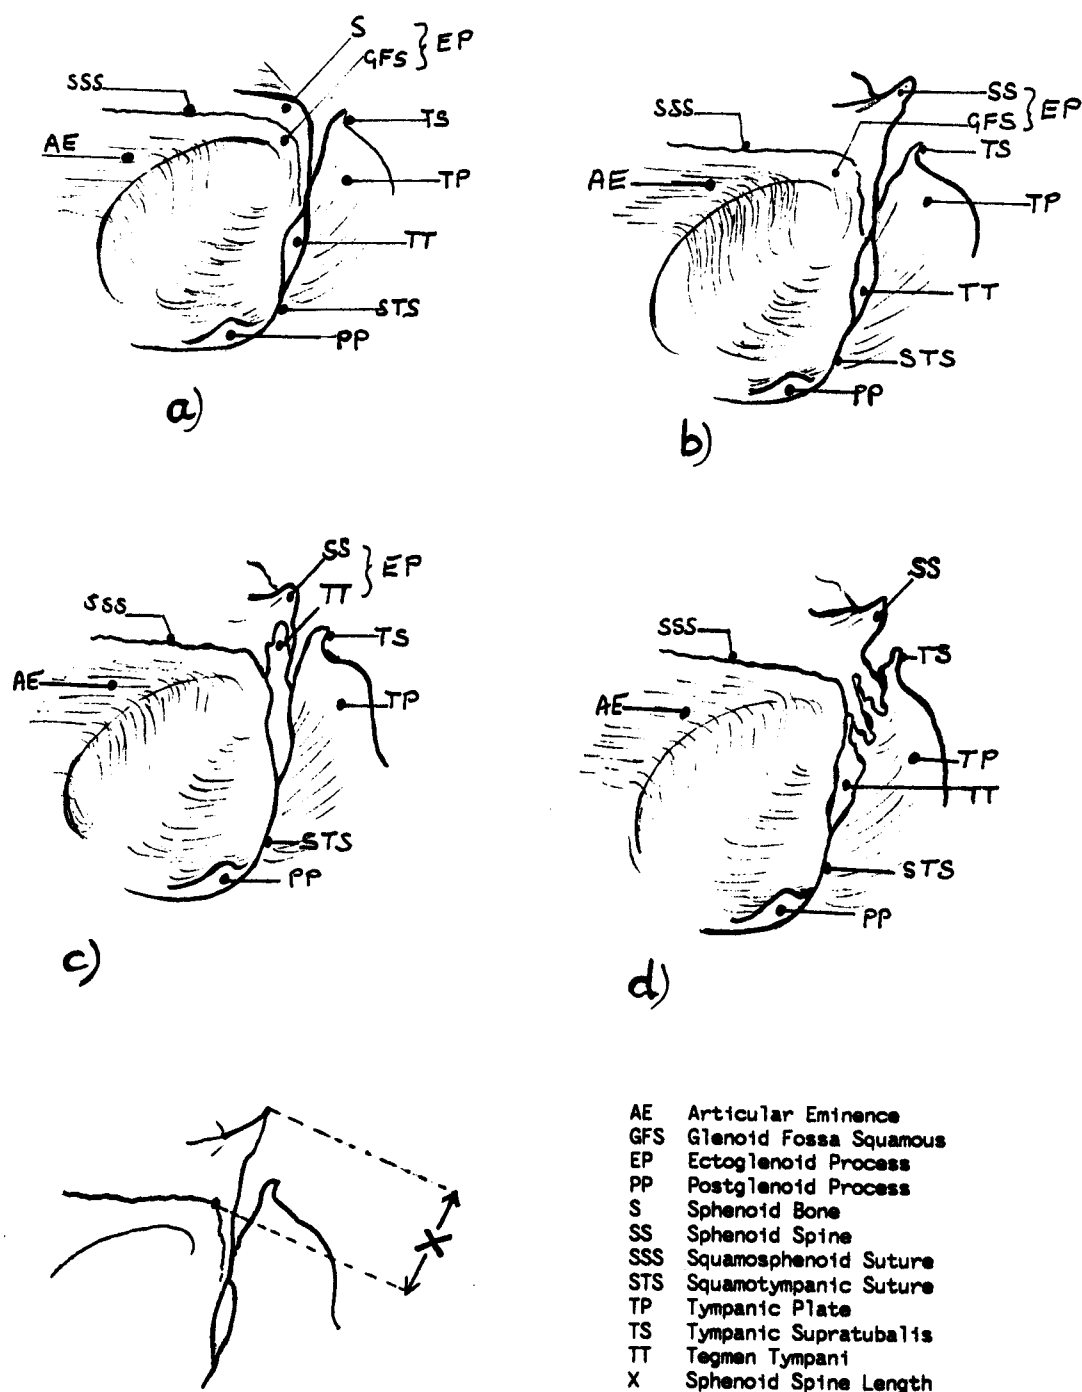 S
GFS } EP
SSS
TS
AE
TP
TT
STS
PP
a)
SS
GFS } EP
SSS
TS
AE
TP
TT
STS
PP
b)
SS } EP
TT
SSS
TS
AE
TP
STS
PP
c)
SS
SSS
TS
AE
TP
TT
STS
PP
d)
X
AE Articular Eminence
GFS Glenoid Fossa Squamous
EP Ectoglenoid Process
PP Postglenoid Process
S Sphenoid Bone
SS Sphenoid Spine
SSS Squamosphenoid Suture
STS Squamotympanic Suture
TP Tympanic Plate
TS Tympanic Supratubalis
TT Tegmen Tympani
X Sphenoid Spine Length